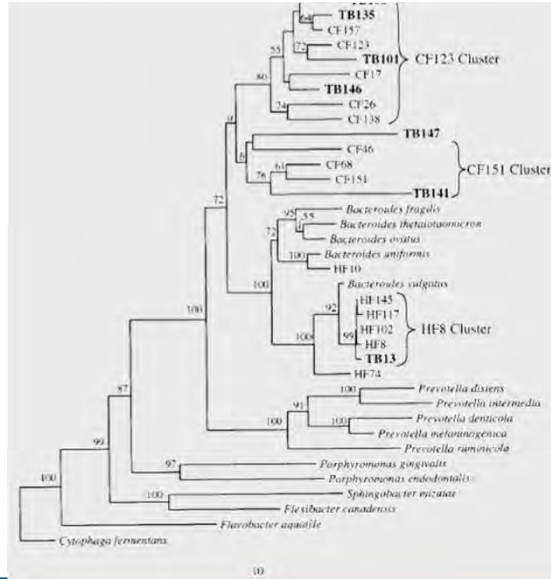 TB135
64
CF157
CF123
72
TB101
CF123 Cluster
55
CF17
TB146
80
CF26
74
CF138
TB147
CF46
6
CF68
61
CF151
76
CF151 Cluster
TB141
72
Bacteroides fragilis
95
55
Bacteroides thetaiotaomicron
Bacteroides ovatus
72
Bacteroides uniformis
100
HF10
100
Bacteroides vulgatus
HF145
92
HF117
HF102
HF8 Cluster
99
HF8
TB13
100
HF74
100
Prevotella disiens
100
Prevotella intermedia
91
Prevotella denticola
100
Prevotella melaninogenica
100
Prevotella ruminicola
87
97
Porphyromonas gingivalis
Porphyromonas endodontalis
99
Sphingobacter mizutae
100
Flexibacter canadensis
100
Flavobacter aquatile
Cytophaga fermentans
10